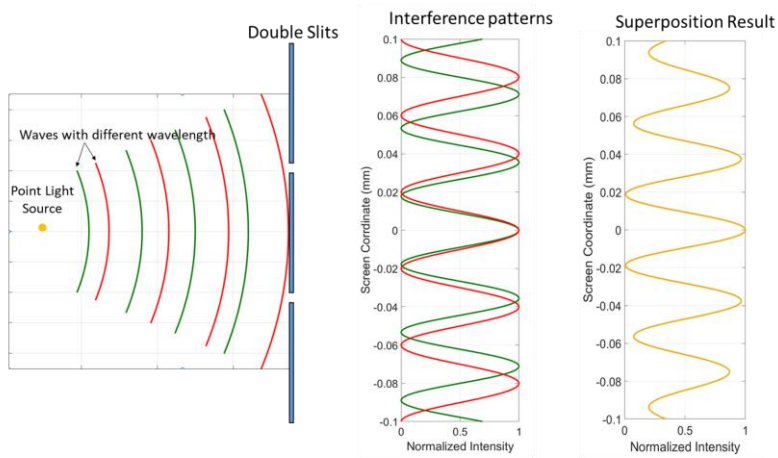 Double Slits
Waves with different wavelength
Point Light
Source
Interference patterns
Screen Corrdinate (mm)
0.1
0.08
0.06
0.04
0.02
0
-0.02
-0.04
-0.06
-0.08
-0.1
0
0.5
1
Normalized Intensity
Superposition Result
Screen Coordinate (mm)
0.1
0.08
0.06
0.04
0.02
0
-0.02
-0.04
-0.06
-0.08
-0.1
0
0.5
1
Normalized Intensity